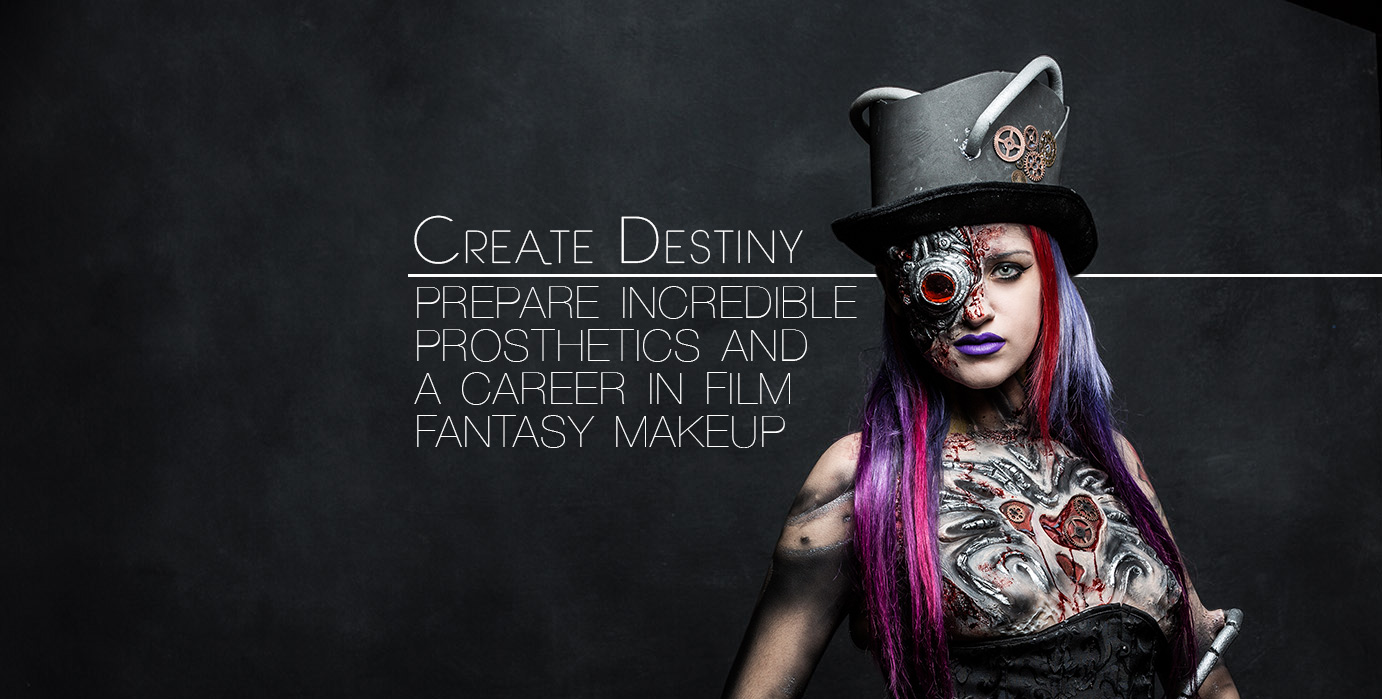 Create Destiny
PREPARE INCREDIBLE
PROSTHETICS AND
A CAREER IN FILM
FANTASY MAKEUP